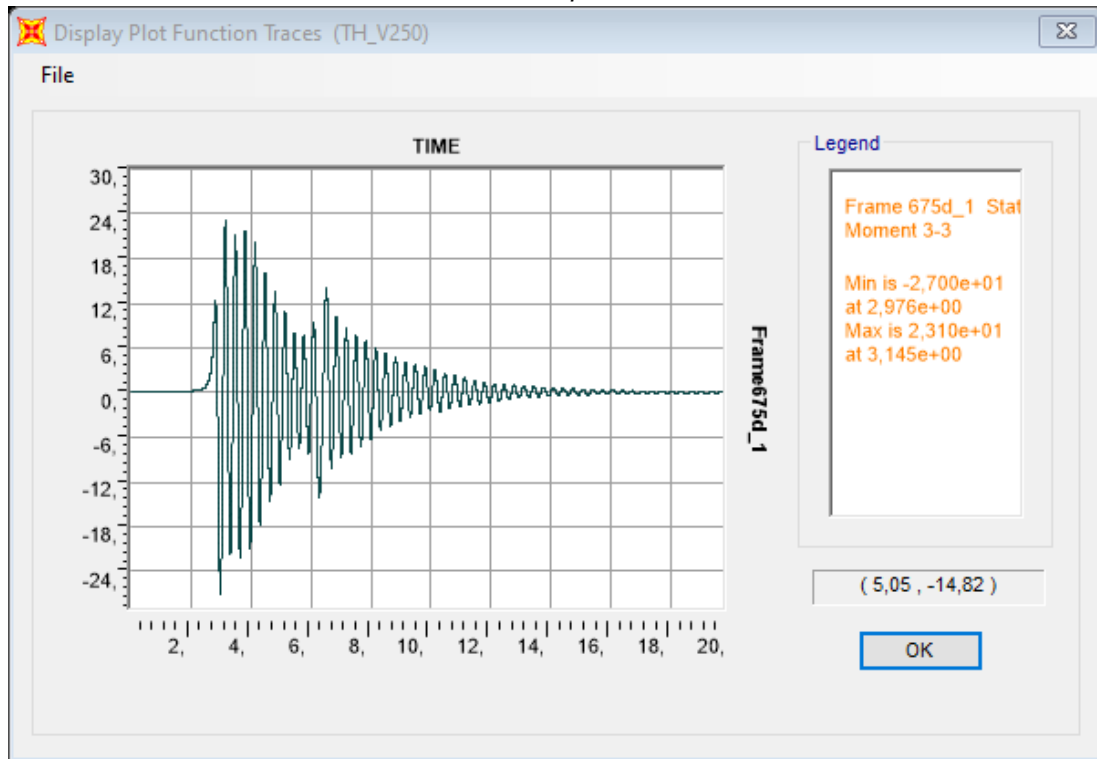 Display Plot Function Traces (TH_V250)
File
TIME
30,
24,
18,
12,
6,
0,
-6,
-12,
-18,
-24,
2, 4, 6, 8, 10, 12, 14, 16, 18, 20,
Frame675d_1
Legend
Frame 675d_1 Stat
Moment 3-3
Min is -2,700e+01
at 2,976e+00
Max is 2,310e+01
at 3,145e+00
( 5,05 , -14,82 )
OK